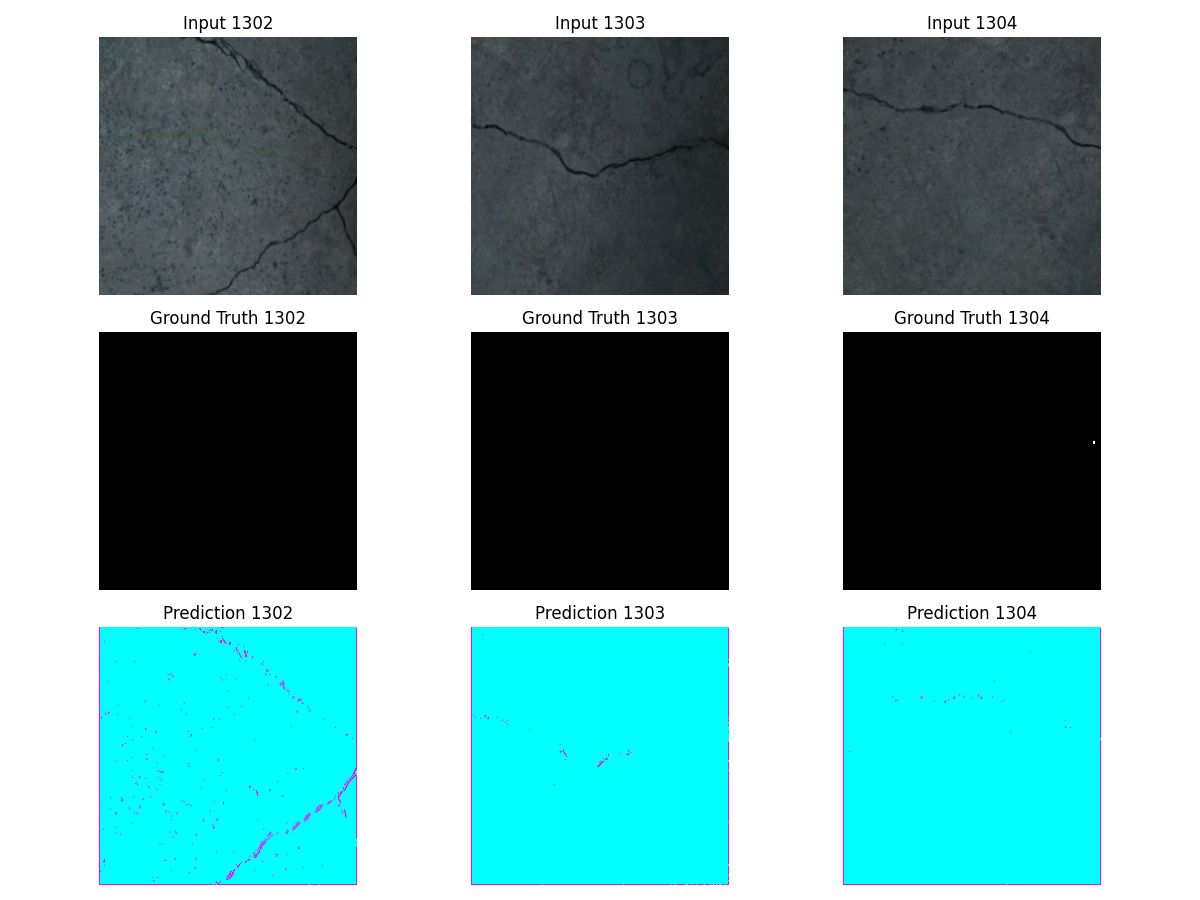 Input 1302
Input 1303
Input 1304
Ground Truth 1302
Ground Truth 1303
Ground Truth 1304
Prediction 1302
Prediction 1303
Prediction 1304